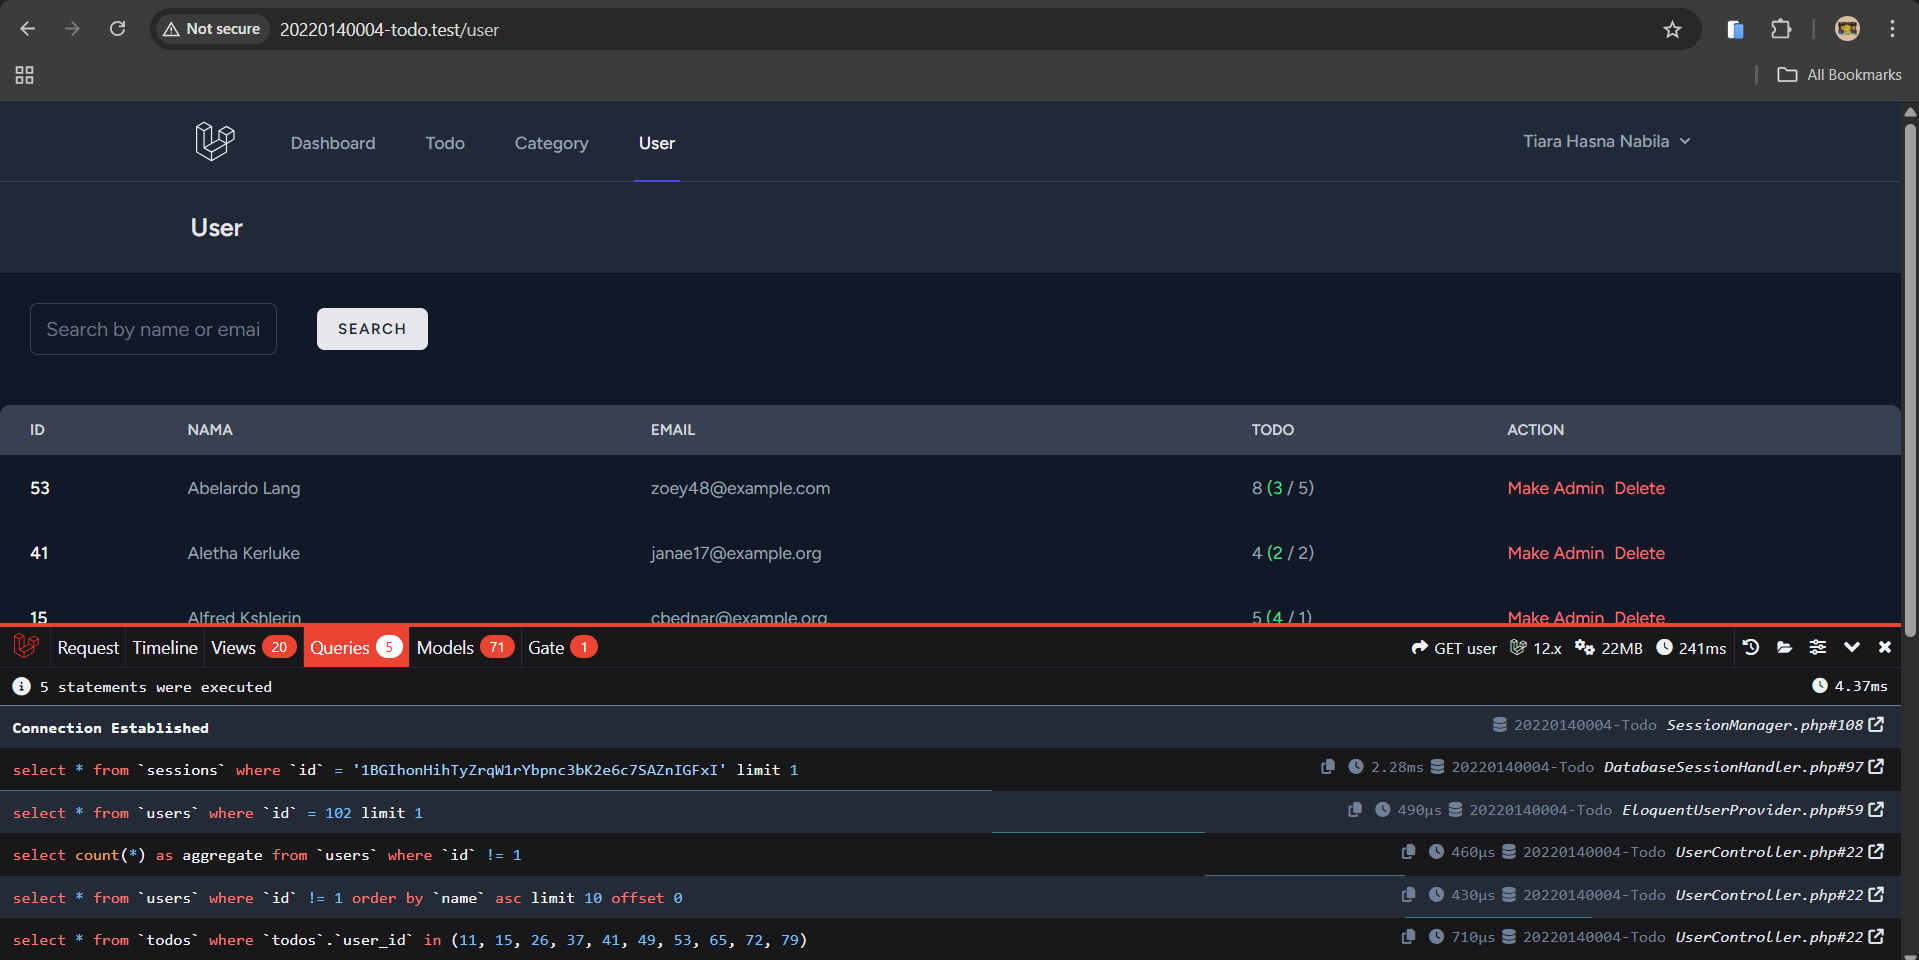 Not secure 20220140004-todo.test/user
All Bookmarks
Dashboard Todo Category User Tiara Hasna Nabila
User
Search by name or emai SEARCH
ID NAMA EMAIL TODO ACTION
53 Abelardo Lang zoey48@example.com 8 (3 / 5) Make Admin Delete
41 Aletha Kerluke janae17@example.org 4 (2 / 2) Make Admin Delete
15 Alfred Kshlerin cbednar@example.org 5 (4 / 1) Make Admin Delete
Request Timeline Views 20 Queries 5 Models 71 Gate 1 GET user 12.x 22MB 241ms
5 statements were executed 4.37ms
Connection Established 20220140004-Todo SessionManager.php#108
select * from `sessions` where `id` = '1BGIhonHihTyZrqW1rYbpnc3bK2e6c7SAZnIGFxI' limit 1 2.28ms 20220140004-Todo DatabaseSessionHandler.php#97
select * from `users` where `id` = 102 limit 1 490μs 20220140004-Todo EloquentUserProvider.php#59
select count(*) as aggregate from `users` where `id` != 1 460μs 20220140004-Todo UserController.php#22
select * from `users` where `id` != 1 order by `name` asc limit 10 offset 0 430μs 20220140004-Todo UserController.php#22
select * from `todos` where `todos`.`user_id` in (11, 15, 26, 37, 41, 49, 53, 65, 72, 79) 710μs 20220140004-Todo UserController.php#22